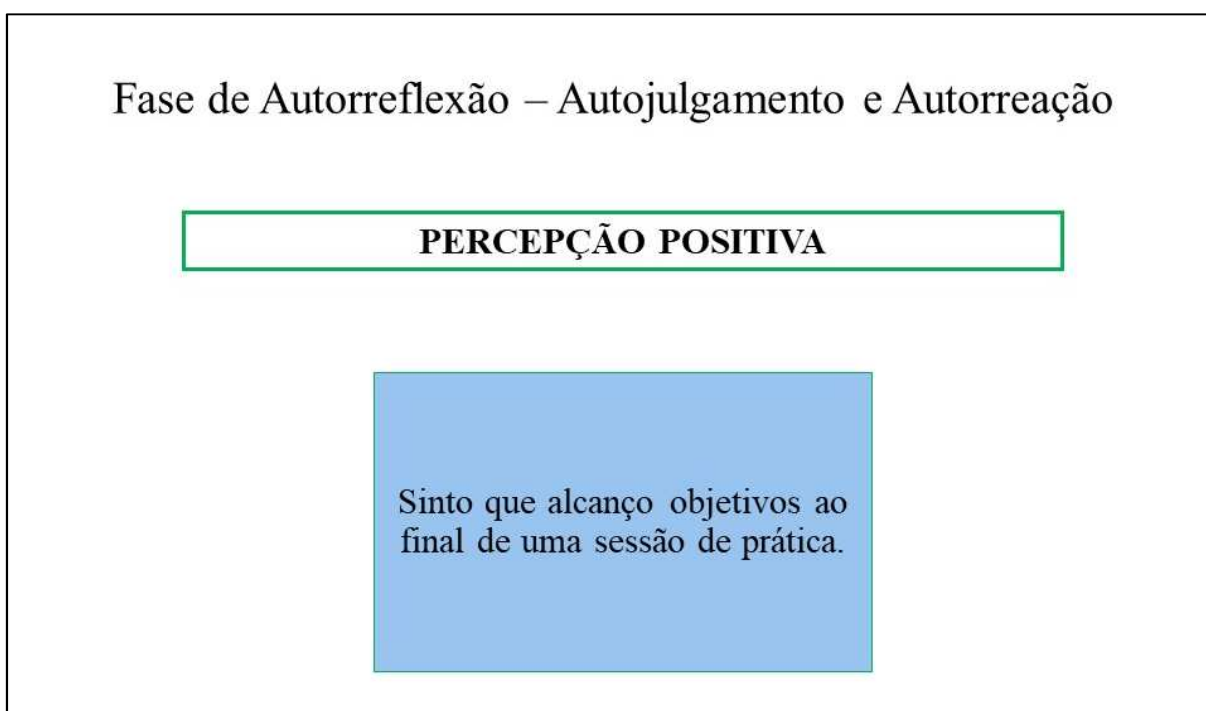 Fase de Autorreflexão – Autojulgamento e Autorreação
PERCEPÇÃO POSITIVA
Sinto que alcanço objetivos ao
final de uma sessão de prática.